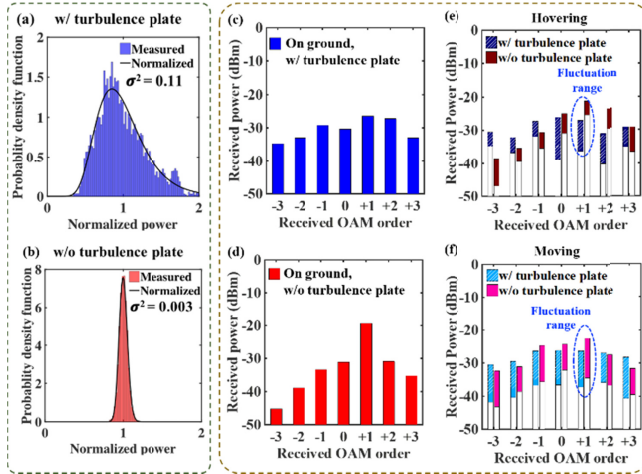 (a) w/ turbulence plate
Probability density function
2
1.5
1
0.5
0
Measured
Normalized
σ² = 0.11
0 1 2
Normalized power
(b) w/o turbulence plate
Probability density function
8
6
4
2
0
Measured
Normalized
σ² = 0.003
0 1 2
Normalized power
(c)
Received power (dBm)
0
-10
-20
-30
-40
-50
On ground,
w/ turbulence plate
-3 -2 -1 0 +1 +2 +3
Received OAM order
(d)
Received power (dBm)
0
-10
-20
-30
-40
-50
On ground,
w/o turbulence plate
-3 -2 -1 0 +1 +2 +3
Received OAM order
(e) Hovering
Received power (dBm)
0
-10
-20
-30
-40
-50
w/ turbulence plate
w/o turbulence plate
Fluctuation
range
-3 -2 -1 0 +1 +2 +3
Received OAM order
(f) Moving
Received Power (dBm)
0
-10
-20
-30
-40
-50
w/ turbulence plate
w/o turbulence plate
Fluctuation
range
-3 -2 -1 0 +1 +2 +3
Received OAM order